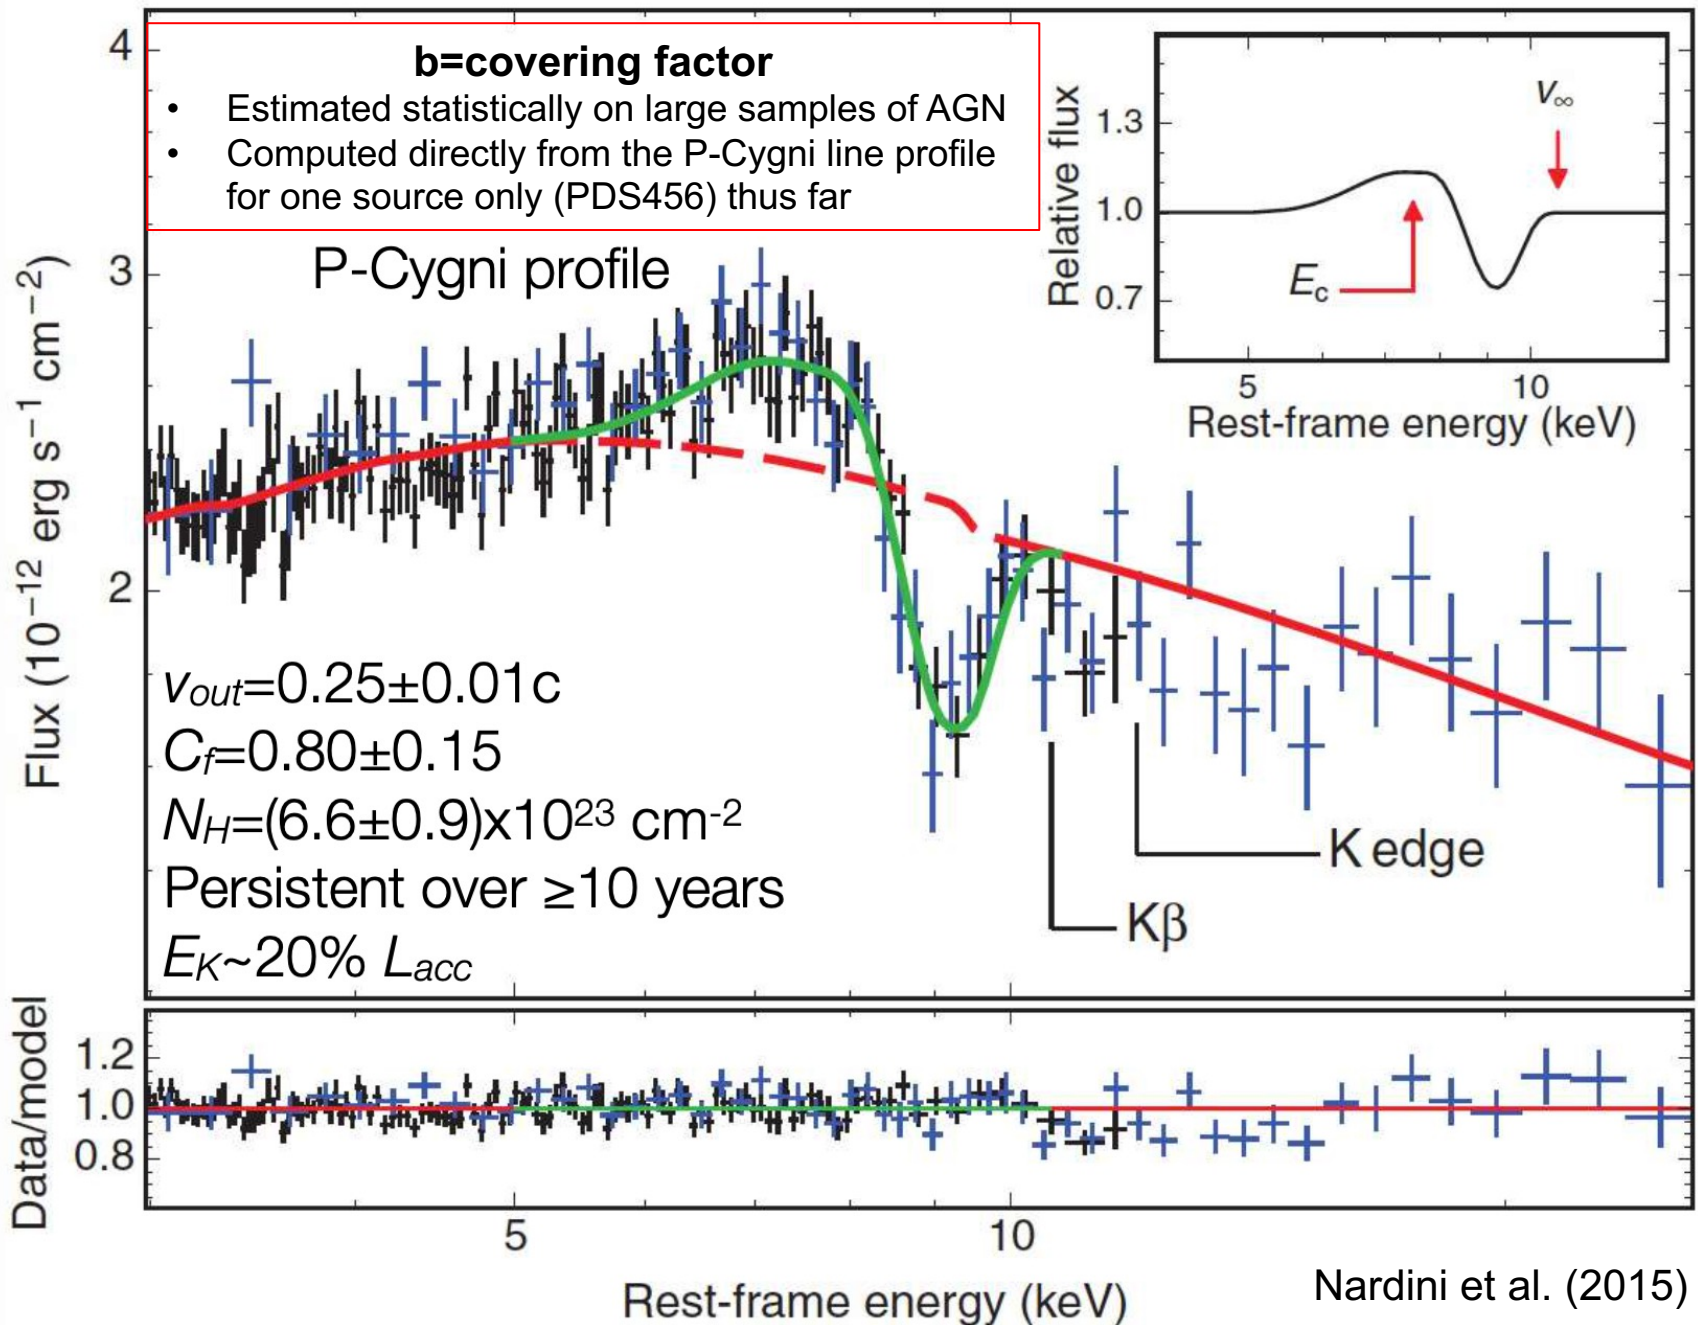 b=covering factor
• Estimated statistically on large samples of AGN
• Computed directly from the P-Cygni line profile
for one source only (PDS456) thus far
P-Cygni profile
4
3
2
Flux (10⁻¹² erg s⁻¹ cm⁻²)
Relative flux
1.3
1.0
0.7
v∞
Ec
5
10
Rest-frame energy (keV)
vout=0.25±0.01c
Cf=0.80±0.15
NH=(6.6±0.9)x10²³ cm⁻²
Persistent over ≥10 years
EK~20% Lacc
K edge
Kβ
Data/model
1.2
1.0
0.8
5
10
Rest-frame energy (keV)
Nardini et al. (2015)